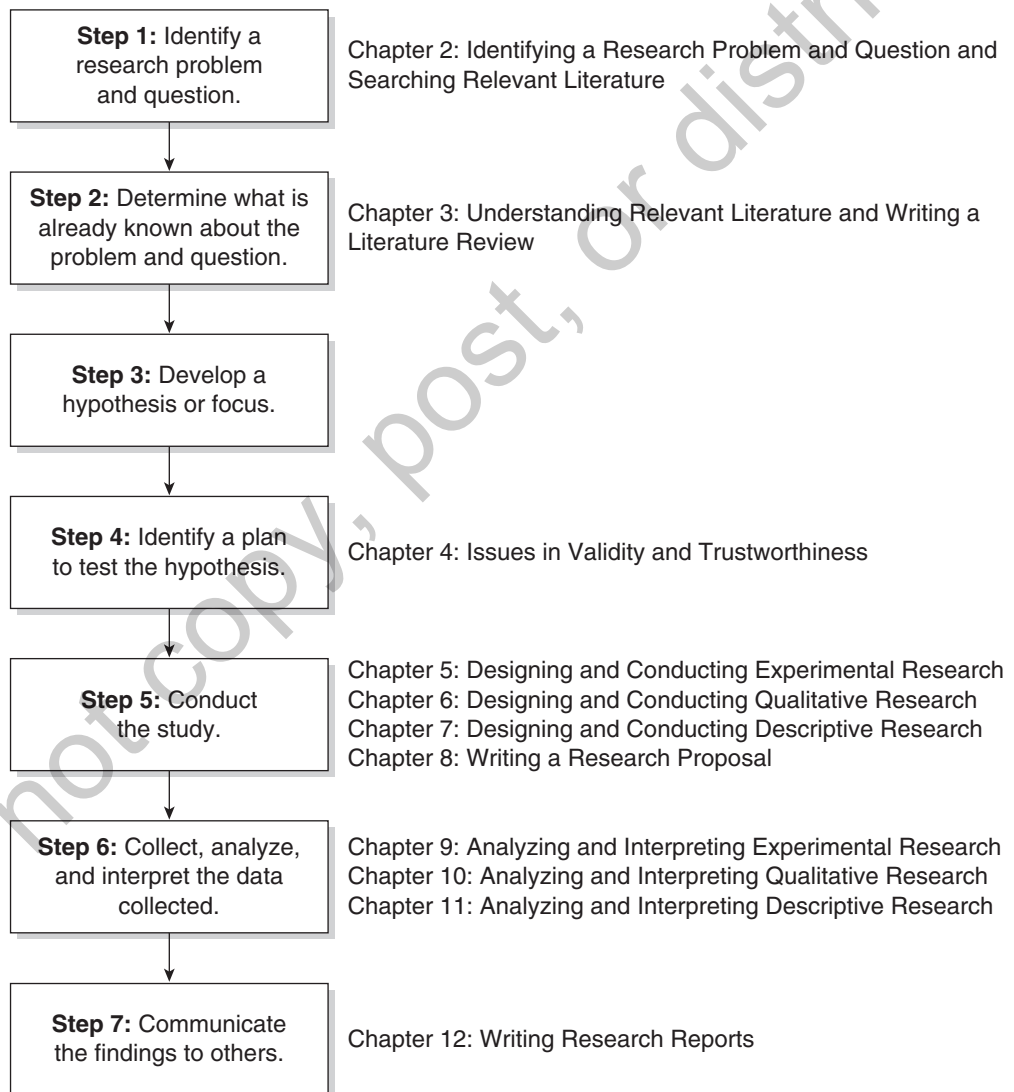 Step 1: Identify a
research problem
and question.
Chapter 2: Identifying a Research Problem and Question and
Searching Relevant Literature
Step 2: Determine what is
already known about the
problem and question.
Chapter 3: Understanding Relevant Literature and Writing a
Literature Review
Step 3: Develop a
hypothesis or focus.
Step 4: Identify a plan
to test the hypothesis.
Chapter 4: Issues in Validity and Trustworthiness
Step 5: Conduct
the study.
Chapter 5: Designing and Conducting Experimental Research
Chapter 6: Designing and Conducting Qualitative Research
Chapter 7: Designing and Conducting Descriptive Research
Chapter 8: Writing a Research Proposal
Step 6: Collect, analyze,
and interpret the data
collected.
Chapter 9: Analyzing and Interpreting Experimental Research
Chapter 10: Analyzing and Interpreting Qualitative Research
Chapter 11: Analyzing and Interpreting Descriptive Research
Step 7: Communicate
the findings to others.
Chapter 12: Writing Research Reports
not copy, post, or distri